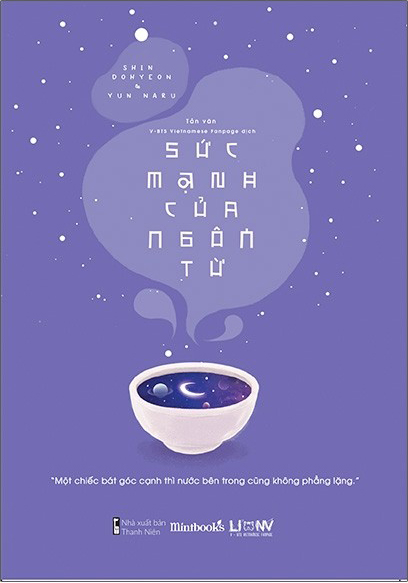 SHIN
DOHYEON
&
YUN NARU
Tản văn
V-BTS Vietnamese Fanpage dịch
SỨC
MẠNH
CỦA
NGÔN
TỪ
“Một chiếc bát góc cạnh thì nước bên trong cũng không phẳng lặng.”
Nhà xuất bản
Thanh Niên
Mintbooks